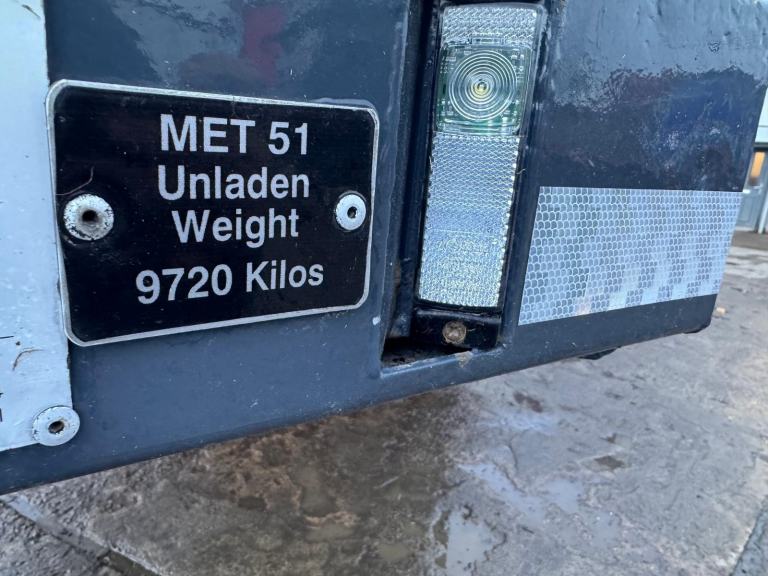 MET 51
Unladen
Weight
9720 Kilos